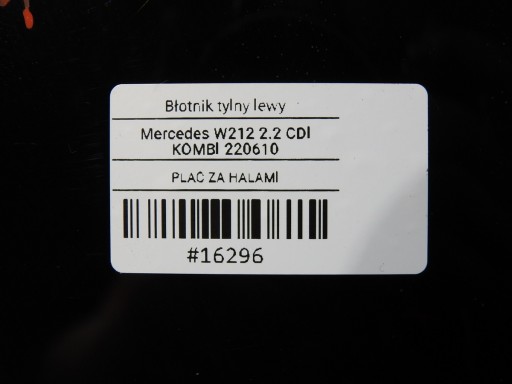 Błotnik tylny lewy
Mercedes W212 2.2 CDI
KOMBI 220610
PLAC ZA HALAMI
#16296